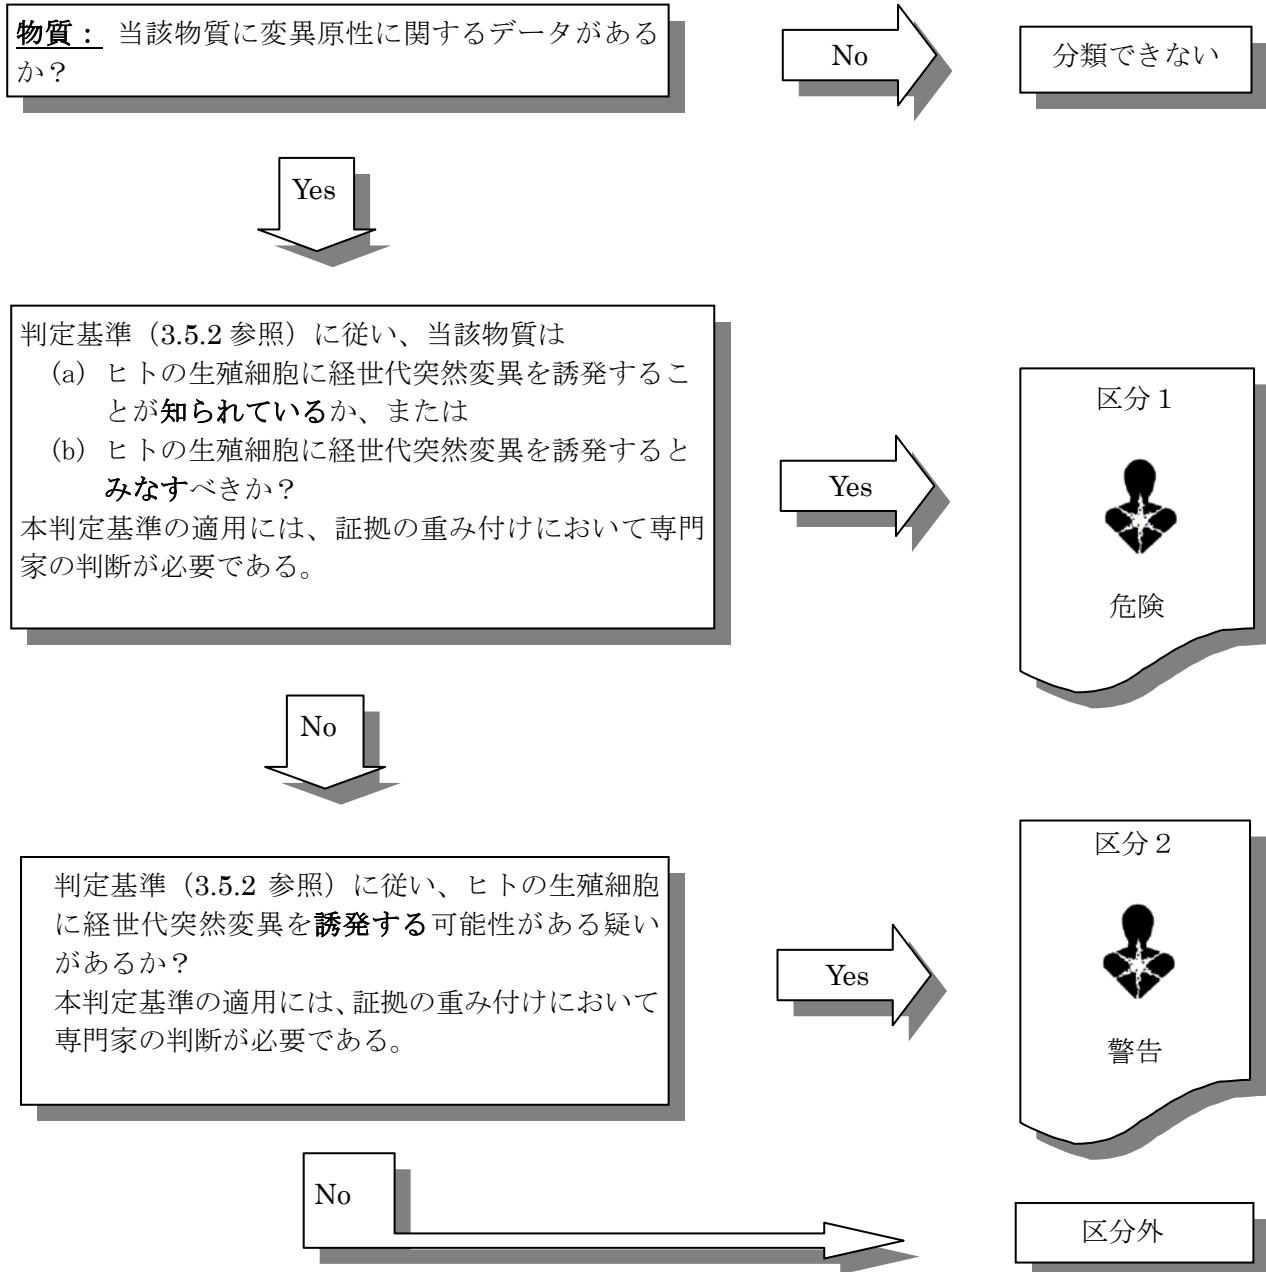 物質： 当該物質に変異原性に関するデータがある
か？
No
分類できない
Yes
判定基準（3.5.2 参照）に従い、当該物質は
(a) ヒトの生殖細胞に経世代突然変異を誘発するこ
とが知られているか、または
(b) ヒトの生殖細胞に経世代突然変異を誘発すると
みなすべきか？
本判定基準の適用には、証拠の重み付けにおいて専門
家の判断が必要である。
Yes
区分１
危険
No
判定基準（3.5.2 参照）に従い、ヒトの生殖細胞
に経世代突然変異を誘発する可能性がある疑い
があるか？
本判定基準の適用には、証拠の重み付けにおいて
専門家の判断が必要である。
Yes
区分２
警告
No
区分外